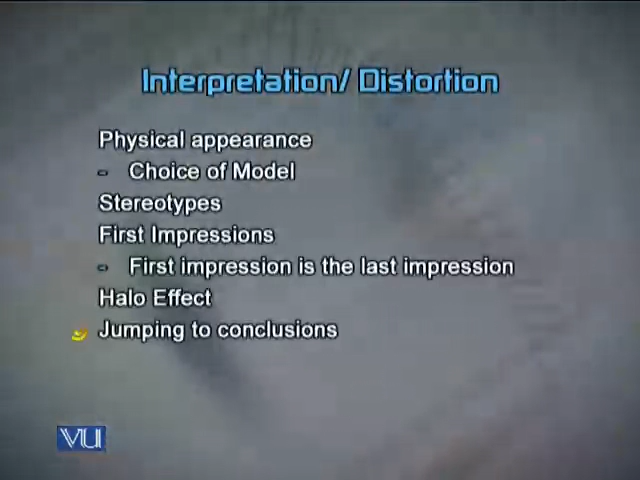 Interpretation/ Distortion
Physical appearance
- Choice of Model
Stereotypes
First Impressions
- First impression is the last impression
Halo Effect
Jumping to conclusions
VU